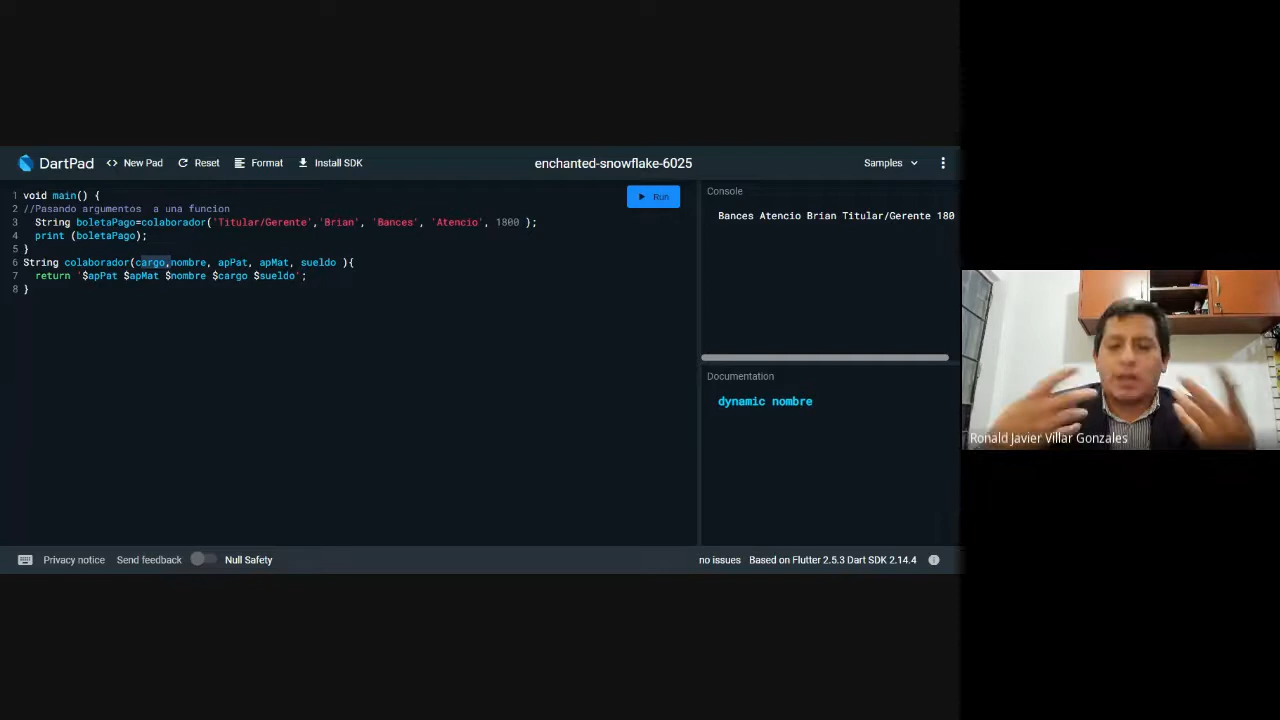 DartPad
New Pad
Reset
Format
Install SDK
enchanted-snowflake-6025
Samples
1 void main() {
2 //Pasando argumentos  a una funcion
3 String boletaPago=colaborador('Titular/Gerente','Brian', 'Bances', 'Atencio', 1800 );
4 print (boletaPago);
5 }
6 String colaborador(cargo,nombre, apPat, apMat, sueldo ){
7 return '$apPat $apMat $nombre $cargo $sueldo';
8 }
Run
Console
Bances Atencio Brian Titular/Gerente 180
Documentation
dynamic nombre
Ronald Javier Villar Gonzales
Privacy notice
Send feedback
Null Safety
no issues
Based on Flutter 2.5.3 Dart SDK 2.14.4